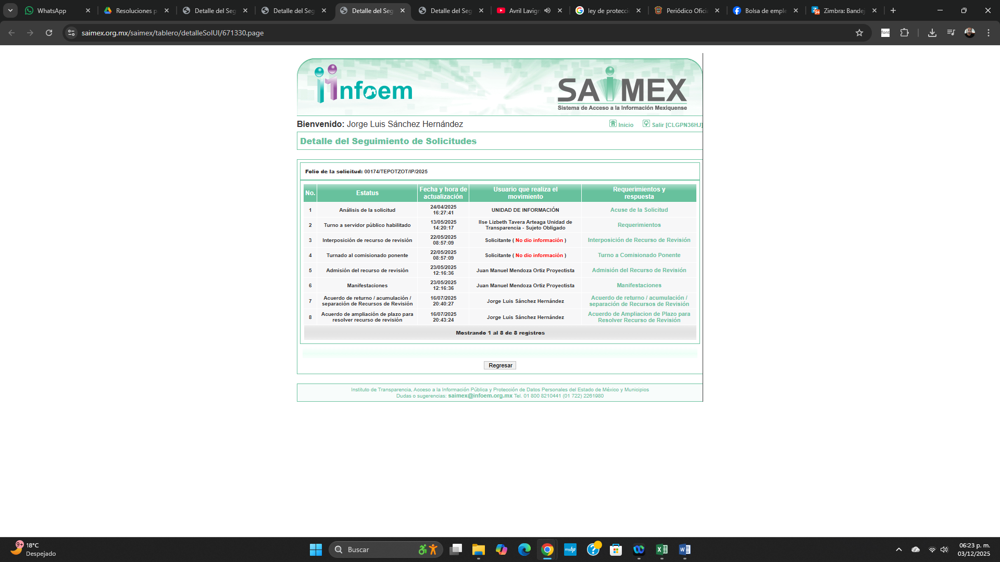 WhatsApp
Resoluciones p
Detalle del Seg
Detalle del Seg
Detalle del Seg
Detalle del Seg
Avril Lavign
ley de protecci
Periódico Oficia
Bolsa de emple
Zimbra: Bandej
saimex.org.mx/saimex/tablero/detalleSolUI/671330.page
font
infoem
SAIMEX
Sistema de Acceso a la Información Mexiquense
Bienvenido: Jorge Luis Sánchez Hernández
Inicio
Salir [CLGPN36HJ]
Detalle del Seguimiento de Solicitudes
Folio de la solicitud: 00174/TEPOTZOT/IP/2025
No.
Estatus
Fecha y hora de
actualización
Usuario que realiza el
movimiento
Requerimientos y
respuesta
1
Análisis de la solicitud
24/04/2025
16:27:41
UNIDAD DE INFORMACIÓN
Acuse de la Solicitud
2
Turno a servidor público habilitado
13/05/2025
14:20:17
Ilse Lizbeth Tavera Arteaga Unidad de
Transparencia - Sujeto Obligado
Requerimientos
3
Interposición de recurso de revisión
22/05/2025
08:57:09
Solicitante ( No dio información )
Interposición de Recurso de Revisión
4
Turnado al comisionado ponente
22/05/2025
08:57:09
Solicitante ( No dio información )
Turno a Comisionado Ponente
5
Admisión del recurso de revisión
23/05/2025
12:16:36
Juan Manuel Mendoza Ortiz Proyectista
Admisión del Recurso de Revisión
6
Manifestaciones
23/05/2025
12:16:36
Juan Manuel Mendoza Ortiz Proyectista
Manifestaciones
7
Acuerdo de returno / acumulación /
separación de Recursos de Revisión
16/07/2025
20:40:27
Jorge Luis Sánchez Hernández
Acuerdo de returno / acumulación /
separación de Recursos de Revisión
8
Acuerdo de ampliación de plazo para
resolver recurso de revisión
16/07/2025
20:43:24
Jorge Luis Sánchez Hernández
Acuerdo de Ampliacion de Plazo para
Resolver Recurso de Revisión
Mostrando 1 al 8 de 8 registros
Regresar
Instituto de Transparencia, Acceso a la Información Pública y Protección de Datos Personales del Estado de México y Municipios
Dudas o sugerencias: saimex@infoem.org.mx Tel. 01 800 8210441 (01 722) 2261980
9+
18°C
Despejado
Buscar
myhp
06:23 p. m.
03/12/2025